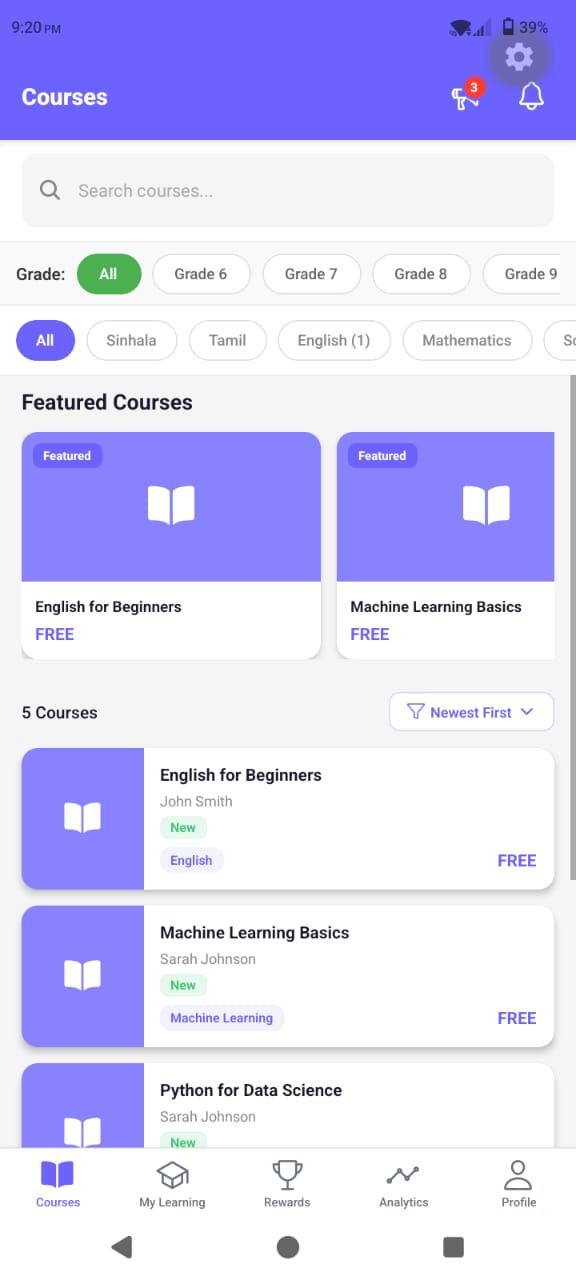 9:20 PM 39%
Courses 3
Search courses...
Grade: All Grade 6 Grade 7 Grade 8 Grade 9
All Sinhala Tamil English (1) Mathematics
Featured Courses
Featured Featured
English for Beginners Machine Learning Basics
FREE FREE
5 Courses Newest First
English for Beginners
John Smith
New
English FREE
Machine Learning Basics
Sarah Johnson
New
Machine Learning FREE
Python for Data Science
Sarah Johnson
New
Courses My Learning Rewards Analytics Profile